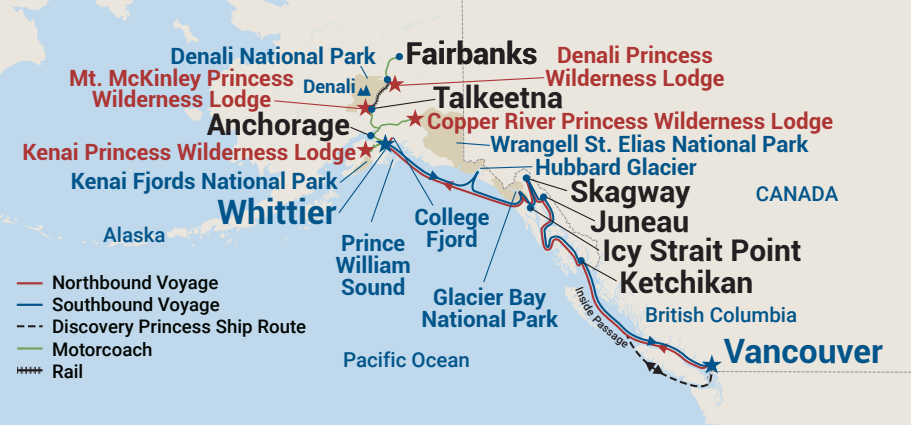 Denali National Park
Fairbanks
Denali Princess
Wilderness Lodge
Mt. McKinley Princess
Wilderness Lodge
Denali
Talkeetna
Anchorage
Copper River Princess Wilderness Lodge
Kenai Princess Wilderness Lodge
Wrangell St. Elias National Park
Hubbard Glacier
Kenai Fjords National Park
Skagway
CANADA
Whittier
College
Fjord
Juneau
Alaska
Prince
William
Sound
Icy Strait Point
Ketchikan
Glacier Bay
National Park
Inside Passage
British Columbia
Northbound Voyage
Southbound Voyage
Discovery Princess Ship Route
Motorcoach
Rail
Pacific Ocean
Vancouver